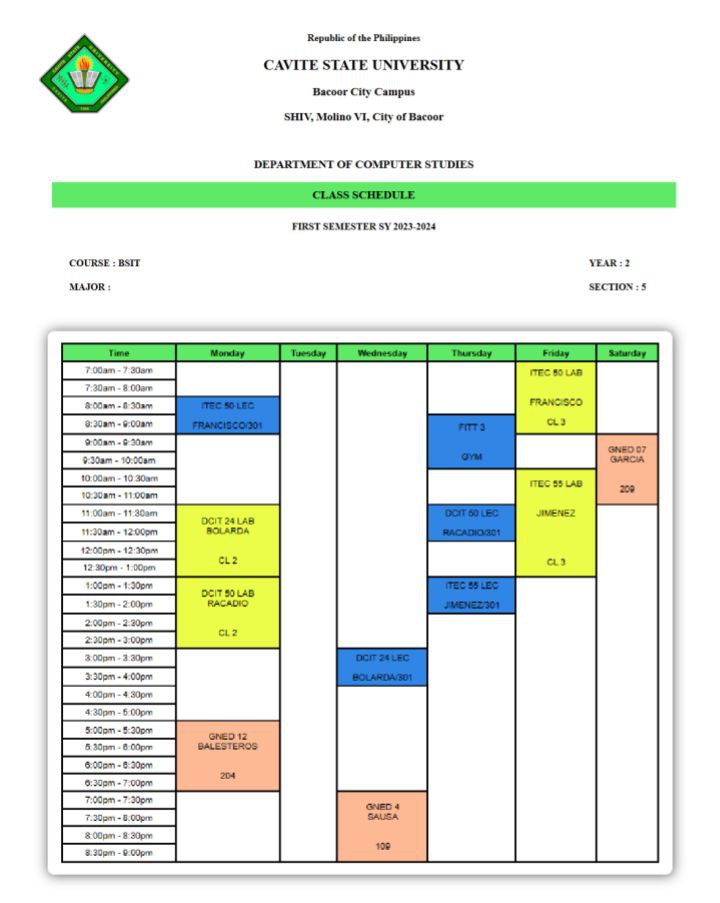 Republic of the Philippines
CAVITE STATE UNIVERSITY
Bacoor City Campus
SHIV, Molino VI, City of Bacoor
DEPARTMENT OF COMPUTER STUDIES
CLASS SCHEDULE
FIRST SEMESTER SY 2023-2024
COURSE : BSIT YEAR : 2
MAJOR : SECTION : 5
Time Monday Tuesday Wednesday Thursday Friday Saturday
7:00am - 7:30am ITEC 50 LAB
7:30am - 8:00am
8:00am - 8:30am ITEC 50 LEC FRANCISCO
8:30am - 9:00am FRANCISCO/301 FITT 3 CL 3
9:00am - 9:30am GNED 07
9:30am - 10:00am GYM GARCIA
10:00am - 10:30am ITEC 55 LAB
10:30am - 11:00am 209
11:00am - 11:30am DCIT 24 LAB DCIT 50 LEC JIMENEZ
11:30am - 12:00pm BOLARDA RACADIO/301
12:00pm - 12:30pm CL 2 CL 3
12:30pm - 1:00pm
1:00pm - 1:30pm DCIT 50 LAB ITEC 55 LEC
1:30pm - 2:00pm RACADIO JIMENEZ/301
2:00pm - 2:30pm CL 2
2:30pm - 3:00pm
3:00pm - 3:30pm DCIT 24 LEC
3:30pm - 4:00pm BOLARDA/301
4:00pm - 4:30pm
4:30pm - 5:00pm
5:00pm - 5:30pm GNED 12
5:30pm - 6:00pm BALESTEROS
6:00pm - 6:30pm 204
6:30pm - 7:00pm
7:00pm - 7:30pm GNED 4
7:30pm - 8:00pm SAUSA
8:00pm - 8:30pm 109
8:30pm - 9:00pm